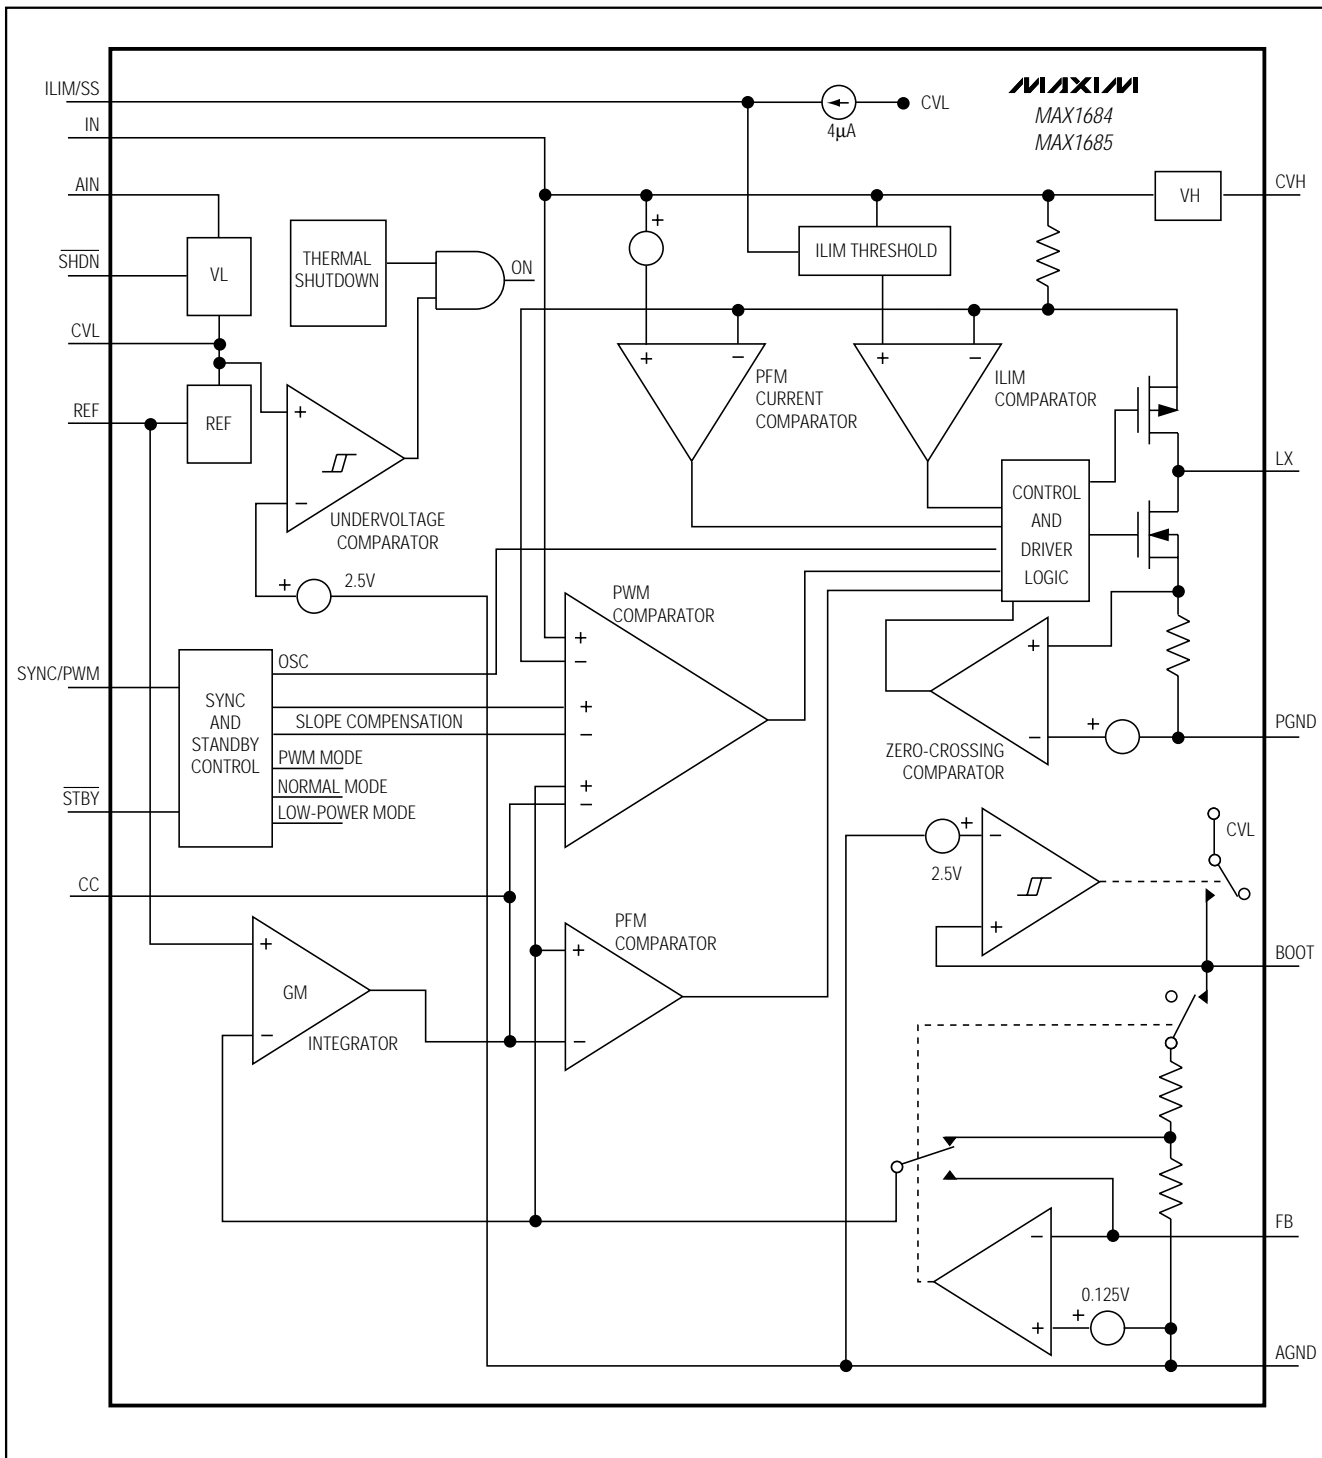 ILIM/SS
IN
AIN
SHDN
CVL
REF
SYNC/PWM
STBY
CC
4µA
CVL
MAXIM
MAX1684
MAX1685
VH
CVH
VL
THERMAL
SHUTDOWN
ON
+
ILIM THRESHOLD
REF
+
−
UNDERVOLTAGE
COMPARATOR
+
2.5V
+
−
PFM
CURRENT
COMPARATOR
+
−
ILIM
COMPARATOR
CONTROL
AND
DRIVER
LOGIC
LX
PWM
COMPARATOR
+
−
+
−
+
−
SYNC
AND
STANDBY
CONTROL
OSC
SLOPE COMPENSATION
PWM MODE
NORMAL MODE
LOW-POWER MODE
+
−
+
ZERO-CROSSING
COMPARATOR
PGND
+
2.5V
−
+
CVL
BOOT
+
GM
−
INTEGRATOR
PFM
COMPARATOR
+
−
−
+
+
0.125V
FB
AGND